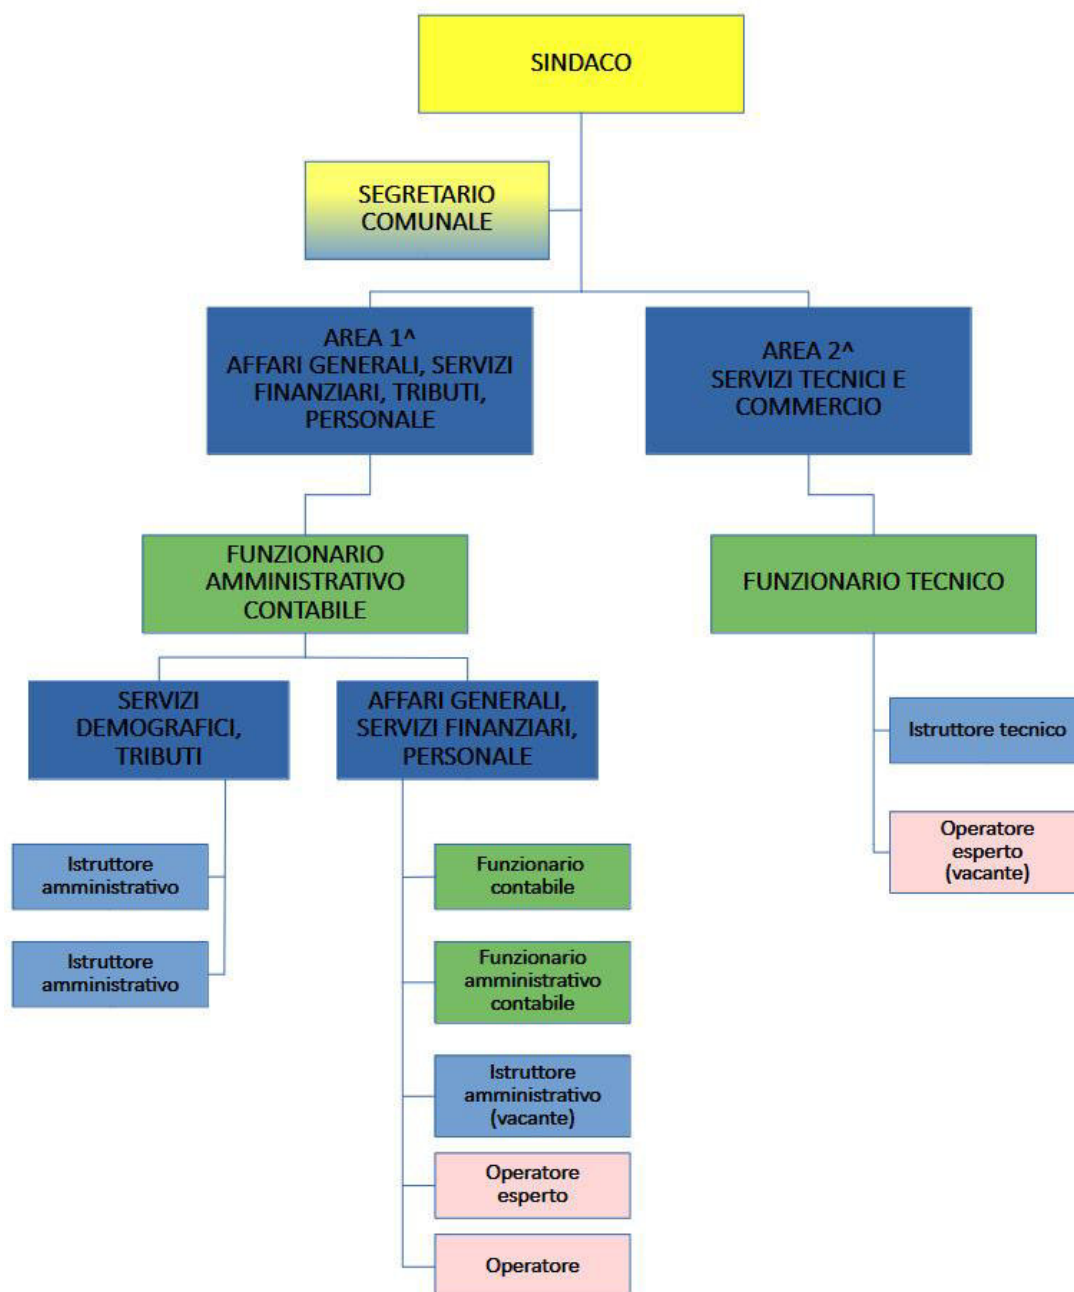 SINDACO
SEGRETARIO
COMUNALE
AREA 1^
AFFARI GENERALI, SERVIZI
FINANZIARI, TRIBUTI,
PERSONALE
AREA 2^
SERVIZI TECNICI E
COMMERCIO
FUNZIONARIO
AMMINISTRATIVO
CONTABILE
FUNZIONARIO TECNICO
SERVIZI
DEMOGRAFICI,
TRIBUTI
AFFARI GENERALI,
SERVIZI FINANZIARI,
PERSONALE
Istruttore tecnico
Operatore
esperto
(vacante)
Istruttore
amministrativo
Istruttore
amministrativo
Funzionario
contabile
Funzionario
amministrativo
contabile
Istruttore
amministrativo
(vacante)
Operatore
esperto
Operatore